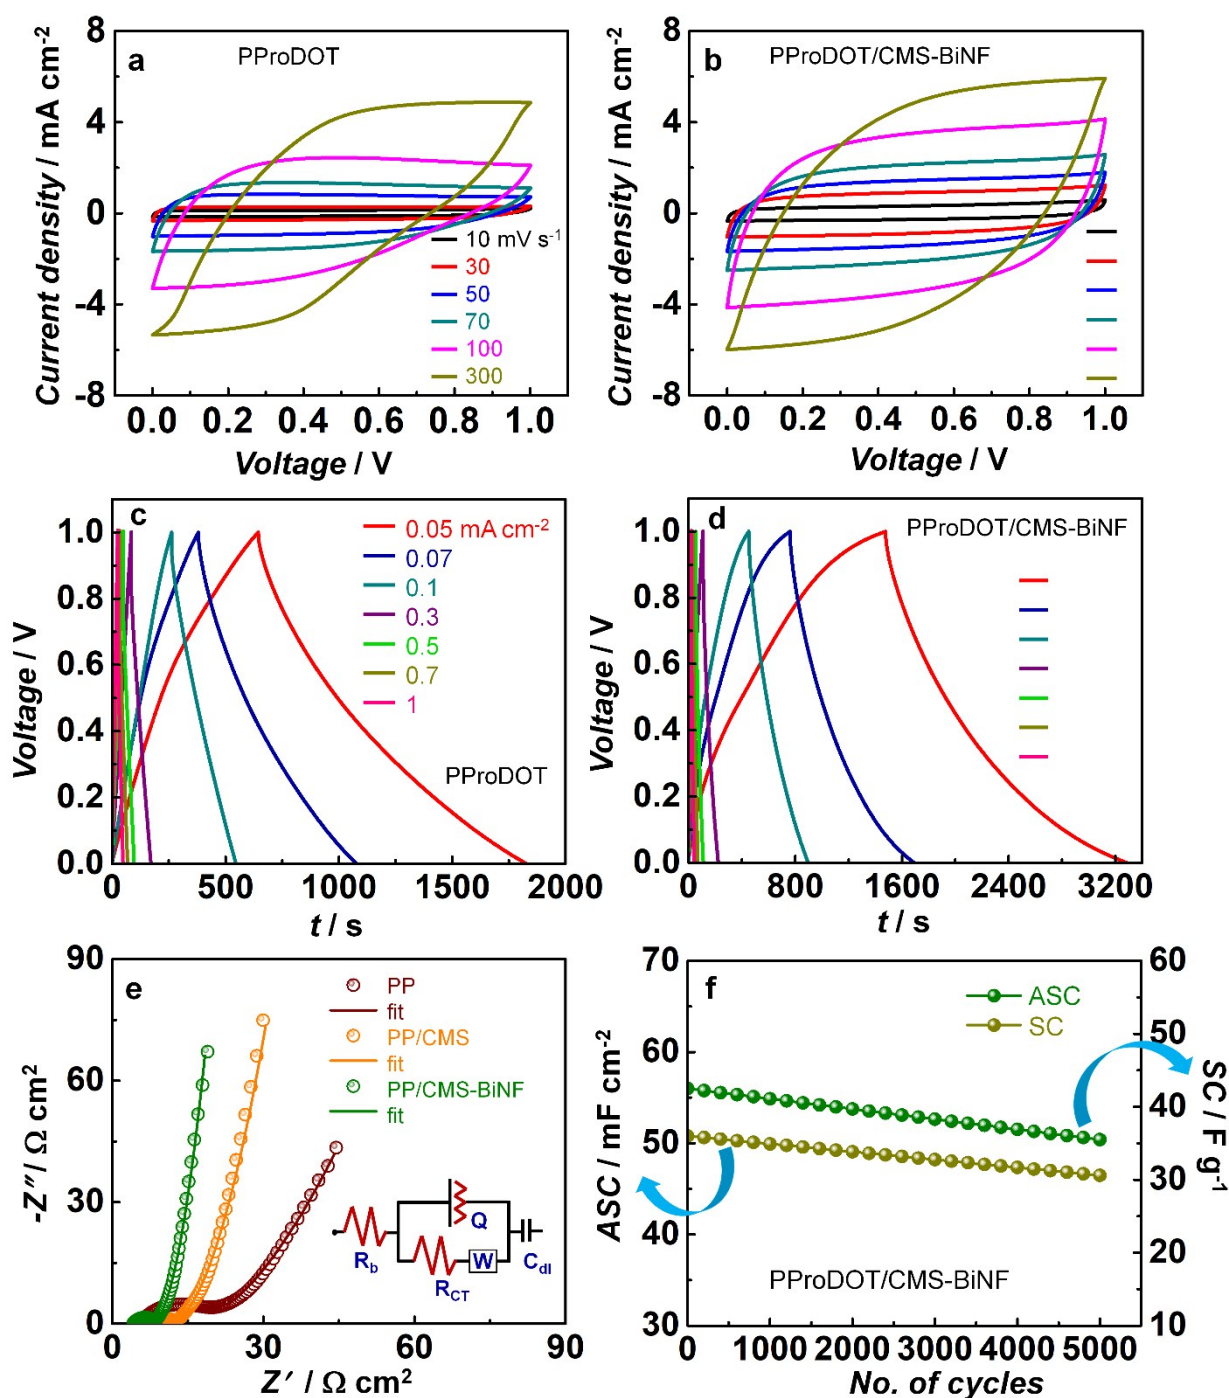 a
PProDOT
8
4
0
-4
-8
Current density / mA cm-2
10 mV s-1
30
50
70
100
300
0.0 0.2 0.4 0.6 0.8 1.0
Voltage / V
b
PProDOT/CMS-BiNF
8
4
0
-4
-8
Current density / mA cm-2
0.0 0.2 0.4 0.6 0.8 1.0
Voltage / V
c
1.0
0.8
0.6
0.4
0.2
0.0
Voltage / V
0.05 mA cm-2
0.07
0.1
0.3
0.5
0.7
1
PProDOT
0 500 1000 1500 2000
t / s
d
PProDOT/CMS-BiNF
1.0
0.8
0.6
0.4
0.2
0.0
Voltage / V
0 800 1600 2400 3200
t / s
e
90
60
30
0
-Z″/ Ω cm2
PP
fit
PP/CMS
fit
PP/CMS-BiNF
fit
Q
Rb
W
Cdl
RCT
0 30 60 90
Z′ / Ω cm2
f
70
60
50
40
30
ASC / mF cm-2
ASC
SC
60
50
40
30
20
10
SC / F g-1
PProDOT/CMS-BiNF
0 1000 2000 3000 4000 5000
No. of cycles